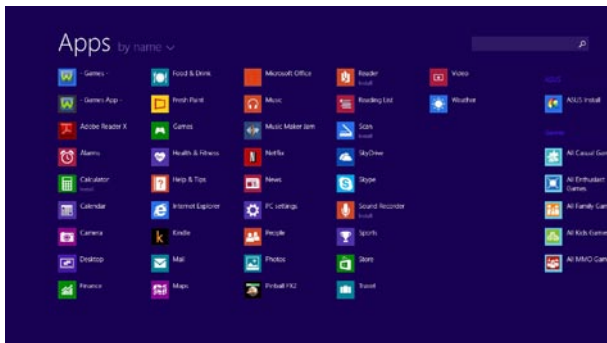 Apps by name
- Games -
- Games App -
Adobe Reader X
Alarms
Calculator
Install
Calendar
Camera
Desktop
Finance
Food & Drink
Fresh Paint
Games
Health & Fitness
Help & Tips
Internet Explorer
Kindle
Mail
Maps
Microsoft Office
Music
Music Maker Jam
Netflix
News
PC settings
People
Photos
Pinball FX2
Reader
Install
Reading List
Scan
Install
SkyDrive
Skype
Sound Recorder
Install
Sports
Store
Travel
Video
Weather
ASUS
ASUS Install
Games
All Casual Gam
All Enthusiast
Games
All Family Gam
All Kids Games
All MMO Game